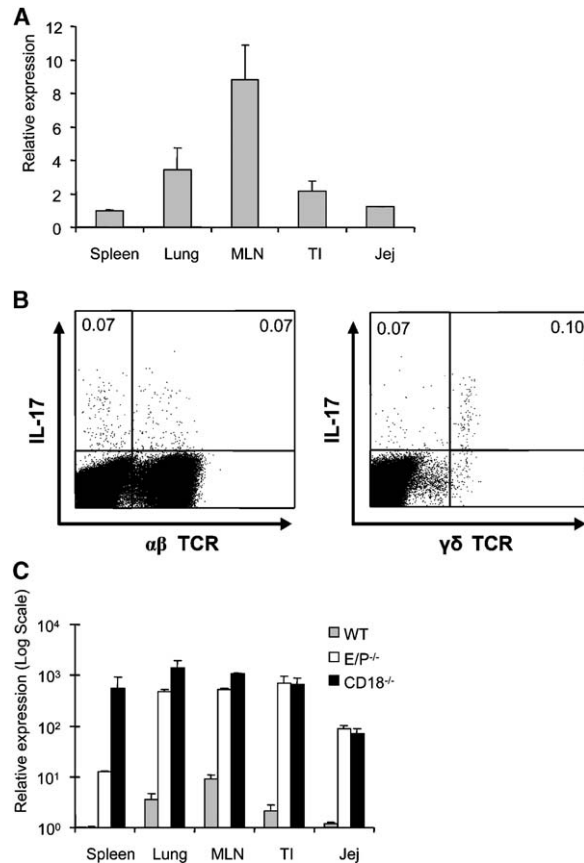 A
Relative expression
12
10
8
6
4
2
0
Spleen Lung MLN TI Jej
B
0.07 0.07
IL-17
αβ TCR
0.07 0.10
IL-17
γδ TCR
C
Relative expression (Log Scale)
10⁴
10³
10²
10¹
10⁰
WT
E/P⁻/⁻
CD18⁻/⁻
Spleen Lung MLN TI Jej